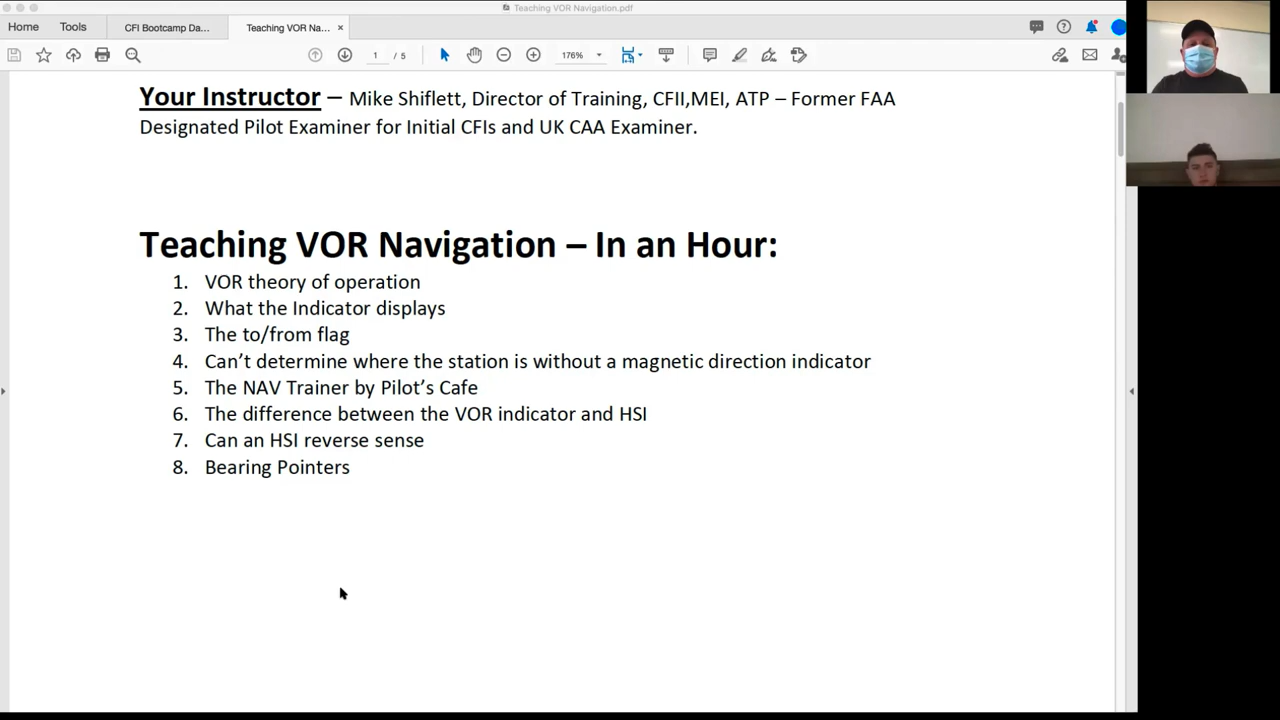 Teaching VOR Navigation.pdf
Home Tools CFI Bootcamp Da... Teaching VOR Na... ×
1 / 5 176%
Your Instructor – Mike Shiflett, Director of Training, CFII,MEI, ATP – Former FAA
Designated Pilot Examiner for Initial CFIs and UK CAA Examiner.
Teaching VOR Navigation – In an Hour:
1. VOR theory of operation
2. What the Indicator displays
3. The to/from flag
4. Can't determine where the station is without a magnetic direction indicator
5. The NAV Trainer by Pilot's Cafe
6. The difference between the VOR indicator and HSI
7. Can an HSI reverse sense
8. Bearing Pointers